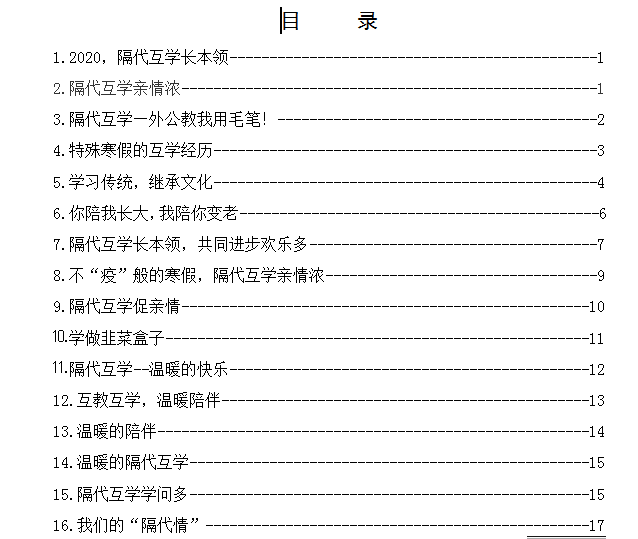 目 录
1.2020，隔代互学长本领-----------------------------------------------1
2.隔代互学亲情浓-----------------------------------------------------1
3.隔代互学—外公教我用毛笔！-----------------------------------------2
4.特殊寒假的互学经历-------------------------------------------------3
5.学习传统，继承文化-------------------------------------------------4
6.你陪我长大,我陪你变老----------------------------------------------6
7.隔代互学长本领，共同进步欢乐多-------------------------------------7
8.不“疫”般的寒假，隔代互学亲情浓-----------------------------------9
9.隔代互学促亲情----------------------------------------------------10
10.学做韭菜盒子-----------------------------------------------------11
11.隔代互学--温暖的快乐---------------------------------------------12
12.互教互学，温暖陪伴-----------------------------------------------13
13.温暖的陪伴-------------------------------------------------------14
14.温暖的隔代互学---------------------------------------------------15
15.隔代互学学问多---------------------------------------------------15
16.我们的“隔代情”-------------------------------------------------17